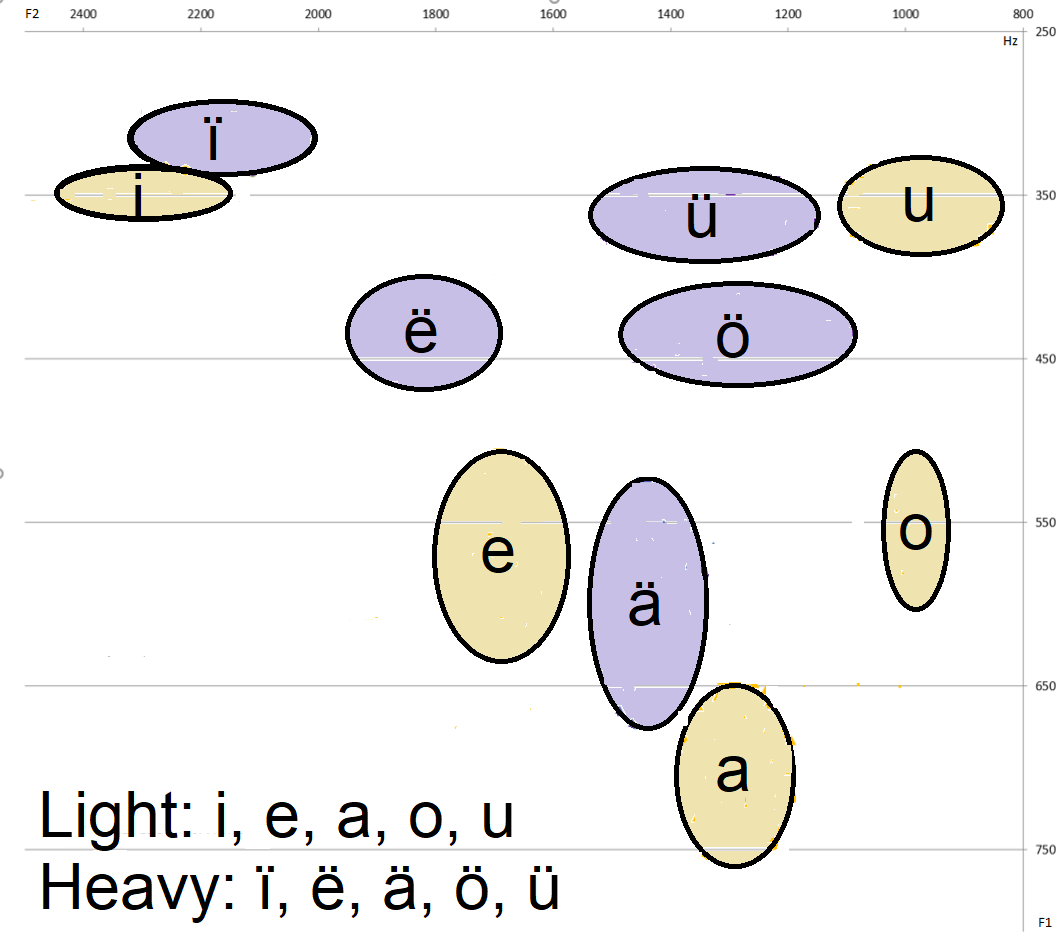 F2 2400 2200 2000 1800 1600 1400 1200 1000 800
250
Hz
ï
i
350
ü
u
ë
ö
450
e
o
550
ä
650
a
Light: i, e, a, o, u
750
Heavy: ï, ë, ä, ö, ü
F1